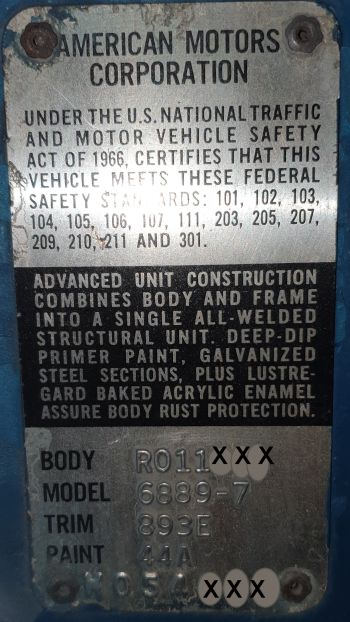 AMERICAN MOTORS
CORPORATION
UNDER THE U.S. NATIONAL TRAFFIC
AND MOTOR VEHICLE SAFETY
ACT OF 1966, CERTIFIES THAT THIS
VEHICLE MEETS THESE FEDERAL
SAFETY STANDARDS: 101, 102, 103,
104, 105, 106, 107, 111, 203, 205, 207,
209, 210, 211 AND 301.
ADVANCED UNIT CONSTRUCTION
COMBINES BODY AND FRAME
INTO A SINGLE ALL-WELDED
STRUCTURAL UNIT. DEEP-DIP
PRIMER PAINT, GALVANIZED
STEEL SECTIONS, PLUS LUSTRE-
GARD BAKED ACRYLIC ENAMEL
ASSURE BODY RUST PROTECTION.
BODY R011XXX
MODEL 6889-7
TRIM 893E
PAINT 44A
XXX